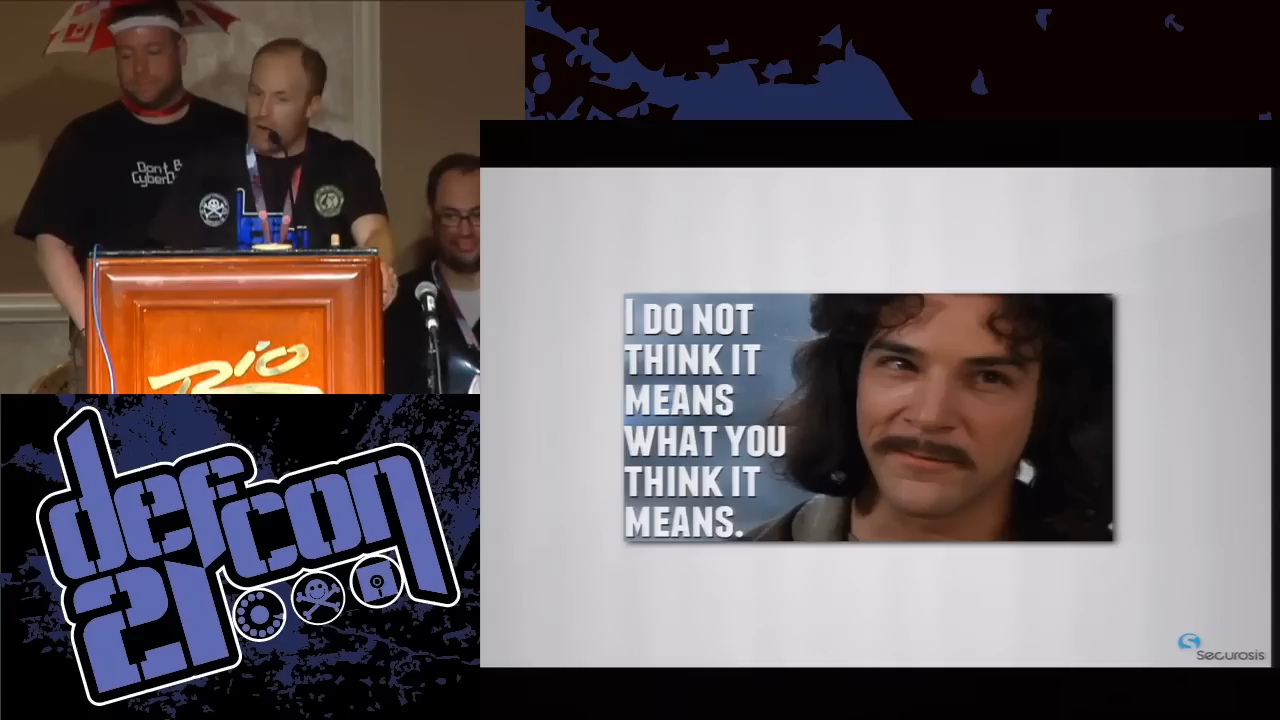 Don't B
Cyber
Rio
I DO NOT
THINK IT
MEANS
WHAT YOU
THINK IT
MEANS.
defcon
21
Securosis